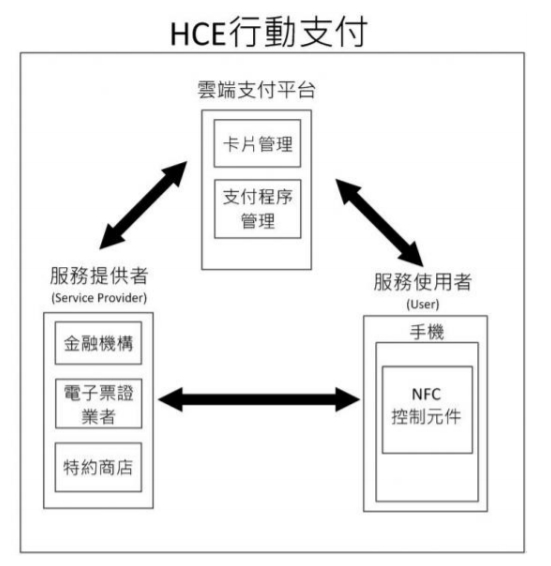 HCE行動支付
雲端支付平台
卡片管理
支付程序
管理
服務提供者
(Service Provider)
金融機構
電子票證
業者
特約商店
服務使用者
(User)
手機
NFC
控制元件